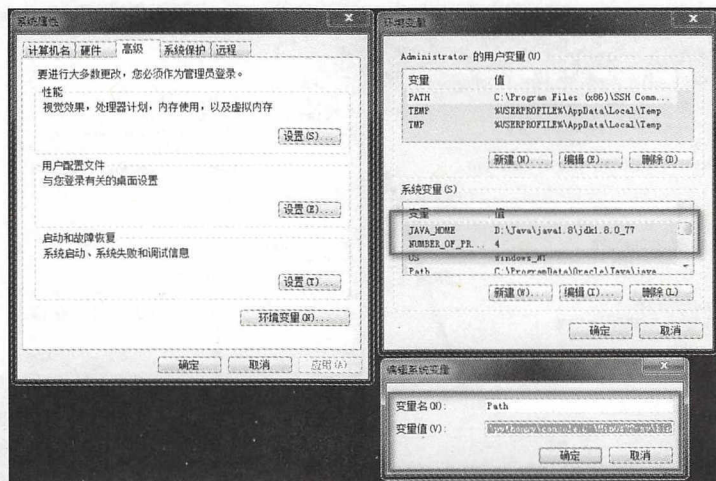 系统属性
计算机名 硬件 高级 系统保护 远程
要进行大多数更改，您必须作为管理员登录。
性能
视觉效果，处理器计划，内存使用，以及虚拟内存
设置(S)...
用户配置文件
与您登录有关的桌面设置
设置(E)...
启动和故障恢复
系统启动、系统失败和调试信息
设置(T)...
环境变量(N)...
确定 取消 应用(A)
环境变量
Administrator 的用户变量(U)
变量 值
PATH C:\Program Files (x86)\SSH Comm...
TEMP %USERPROFILE%\AppData\Local\Temp
TMP %USERPROFILE%\AppData\Local\Temp
新建(N)... 编辑(E)... 删除(D)
系统变量(S)
变量 值
JAVA_HOME D:\Java\java1.8\jdk1.8.0_77
NUMBER_OF_PR... 4
OS Windows_NT
Path C:\ProgramData\Oracle\Java\java
新建(W)... 编辑(I)... 删除(L)
确定 取消
编辑系统变量
变量名(N): Path
变量值(V):
确定 取消